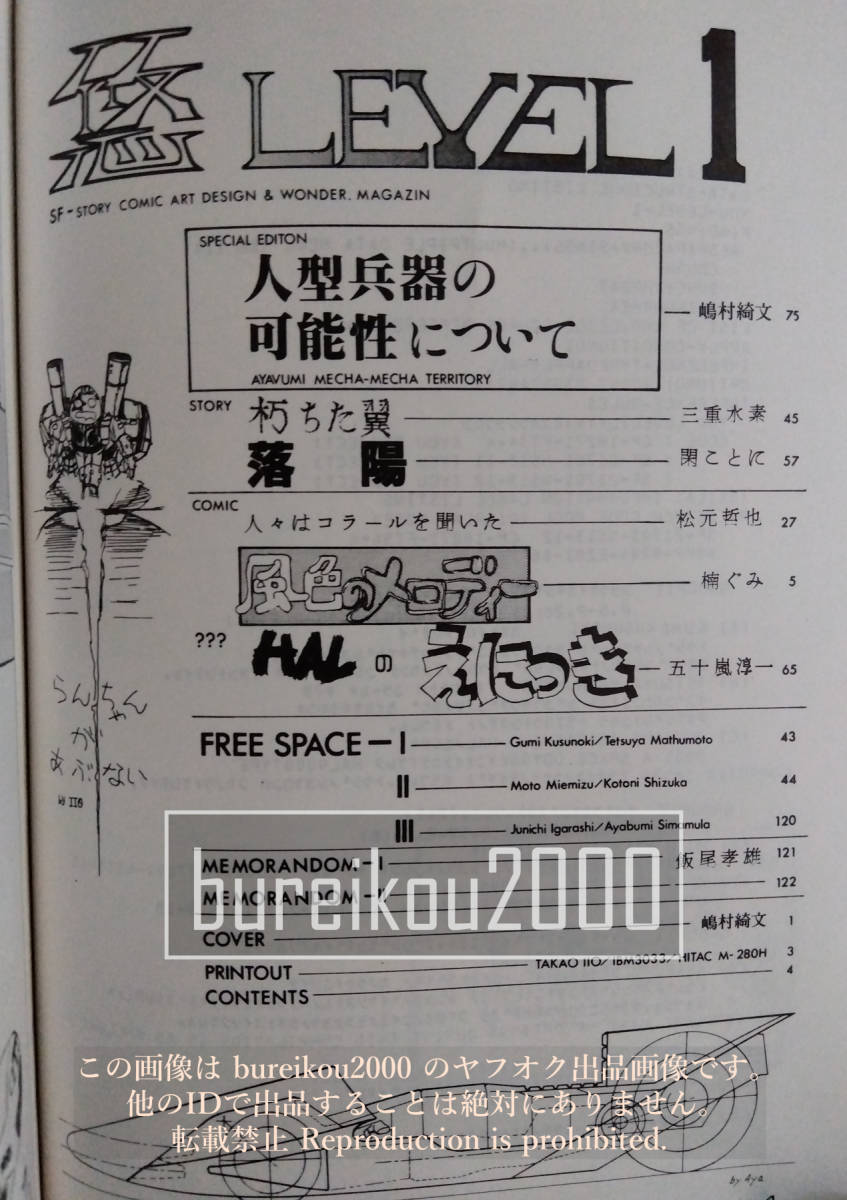 LEVEL 1
SF-STORY COMIC ART DESIGN & WONDER. MAGAZIN
SPECIAL EDITON
人型兵器の
可能性について
嶋村綺文 75
AYAVUMI MECHA-MECHA TERRITORY
STORY 朽ちた翼 三重水素 45
落陽 閑ことに 57
COMIC
人々はコラールを聞いた 松元哲也 27
風色のメロディー 楠ぐみ 5
??? HALのえにっき 五十嵐淳一 65
らんちゃん
が
あぶない
by IIO
FREE SPACE-I Gumi Kusunoki/Tetsuya Mathumoto 43
II Moto Miemizu/Kotoni Shizuka 44
III Junichi Igarashi/Ayabumi Simamula 120
MEMORANDOM-I 飯尾孝雄 121
MEMORANDOM-II 122
COVER 嶋村綺文 1
PRINTOUT TAKAO IIO/IBM3033/HITAC M-280H 3
CONTENTS 4
bureikou2000
この画像は bureikou2000 のヤフオク出品画像です。
他のIDで出品することは絶対にありません。
転載禁止 Reproduction is prohibited.
by Aya